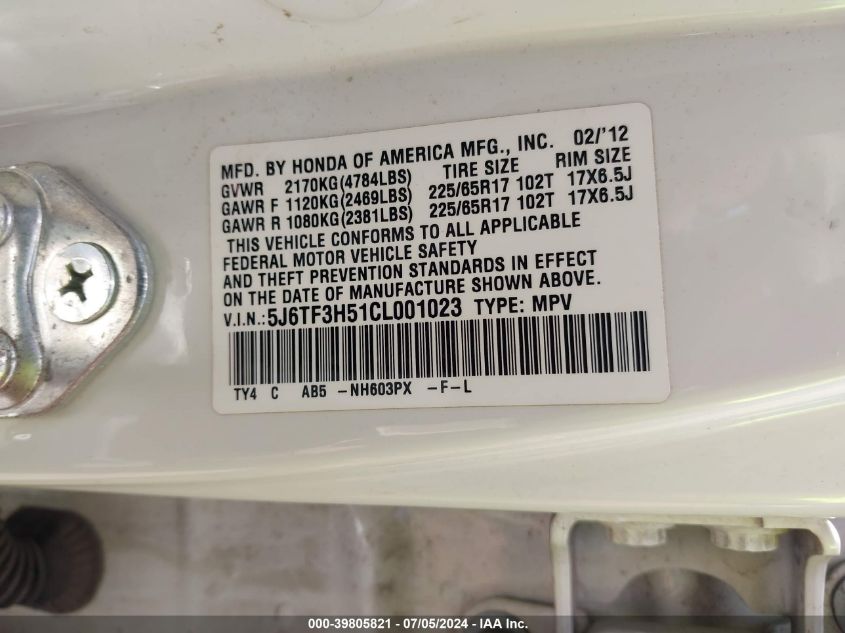 MFD. BY HONDA OF AMERICA MFG., INC. 02/'12
GVWR 2170KG(4784LBS) TIRE SIZE RIM SIZE
GAWR F 1120KG(2469LBS) 225/65R17 102T 17X6.5J
GAWR R 1080KG(2381LBS) 225/65R17 102T 17X6.5J
THIS VEHICLE CONFORMS TO ALL APPLICABLE
FEDERAL MOTOR VEHICLE SAFETY
AND THEFT PREVENTION STANDARDS IN EFFECT
ON THE DATE OF MANUFACTURE SHOWN ABOVE.
V.I.N.:5J6TF3H51CL001023 TYPE: MPV
TY4 C AB5 -NH603PX -F-L
000-39805821 - 07/05/2024 - IAA Inc.